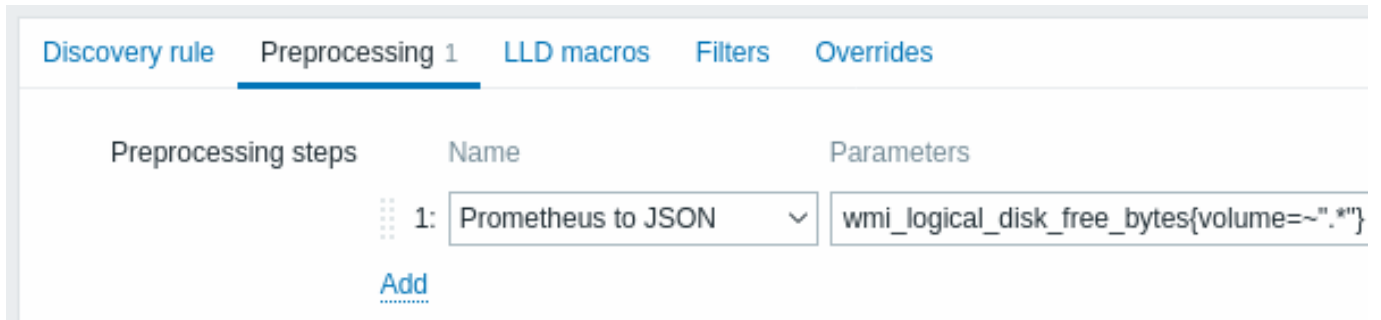 Discovery rule Preprocessing 1 LLD macros Filters Overrides
Preprocessing steps Name Parameters
1: Prometheus to JSON wmi_logical_disk_free_bytes{volume=~".*"}
Add